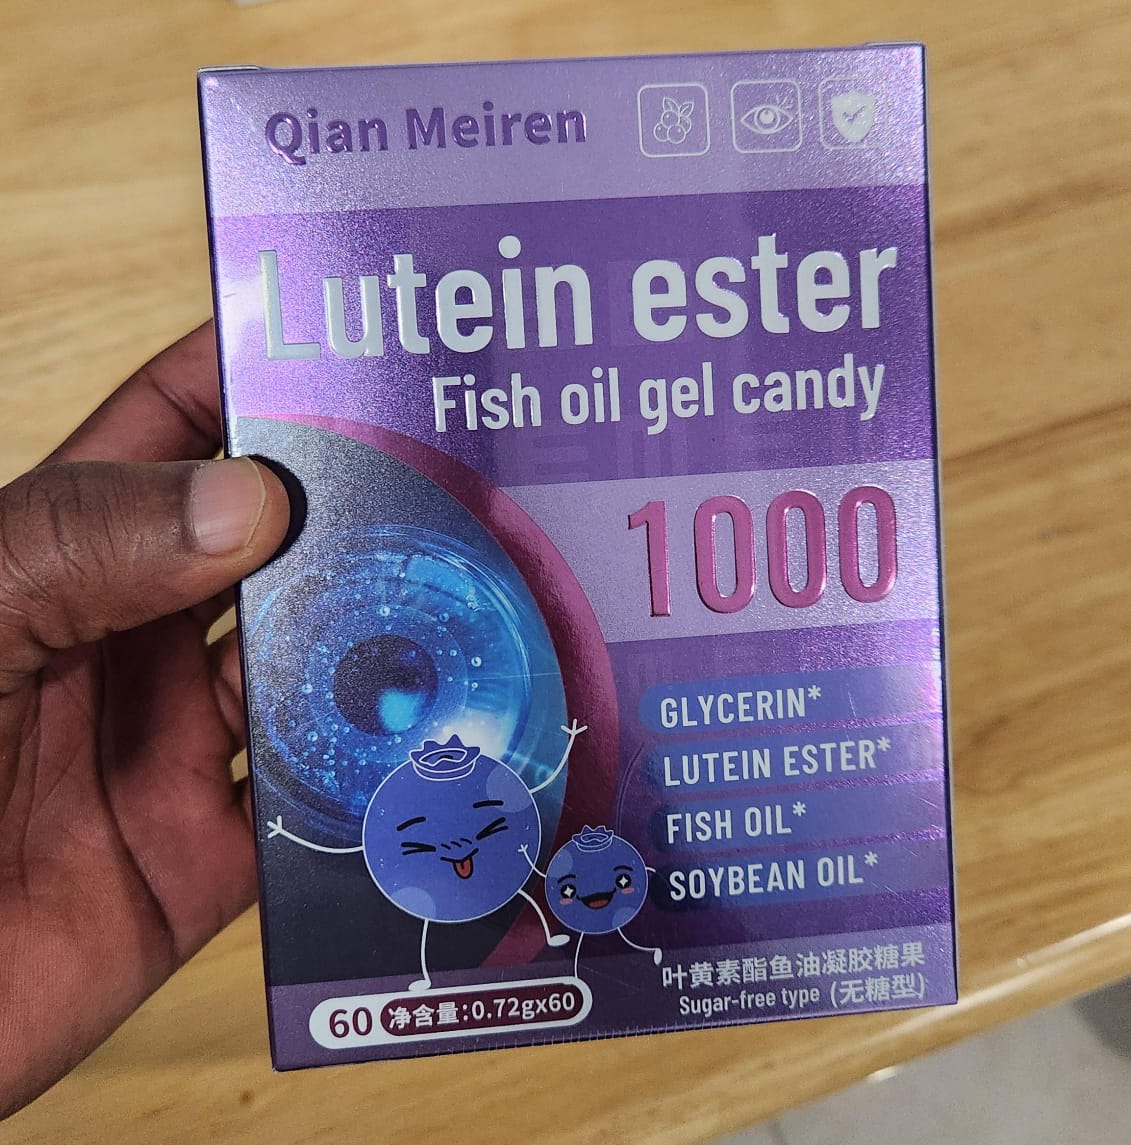 Qian Meiren
Lutein ester
Fish oil gel candy
1000
GLYCERIN*
LUTEIN ESTER*
FISH OIL*
SOYBEAN OIL*
叶黄素酯鱼油凝胶糖果
Sugar-free type (无糖型)
60 净含量:0.72gx60